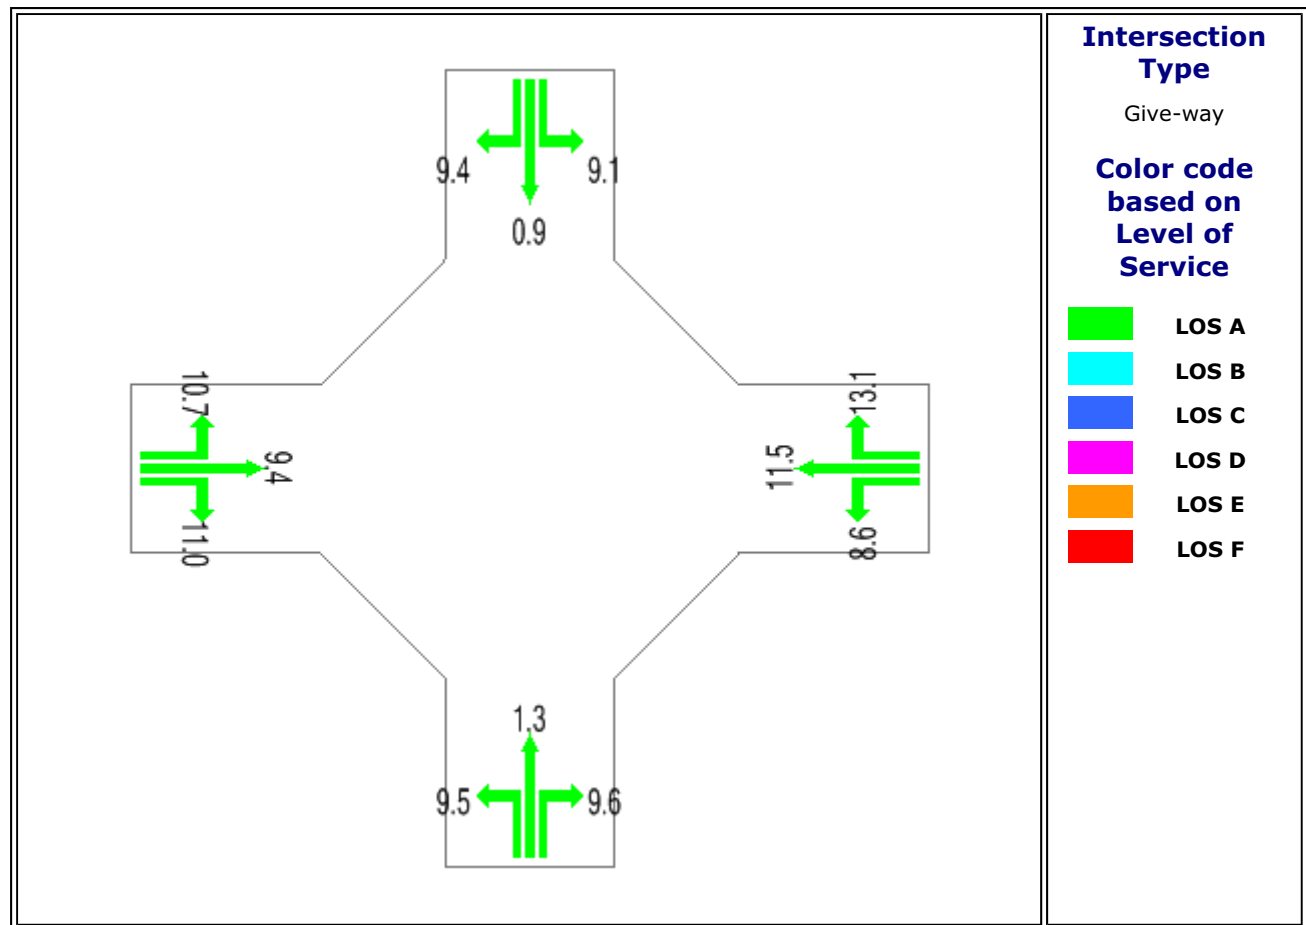 9.4
9.1
0.9
10.7
9.4
11.0
13.1
11.5
8.6
1.3
9.5
9.6
Intersection
Type
Give-way
Color code
based on
Level of
Service
LOS A
LOS B
LOS C
LOS D
LOS E
LOS F